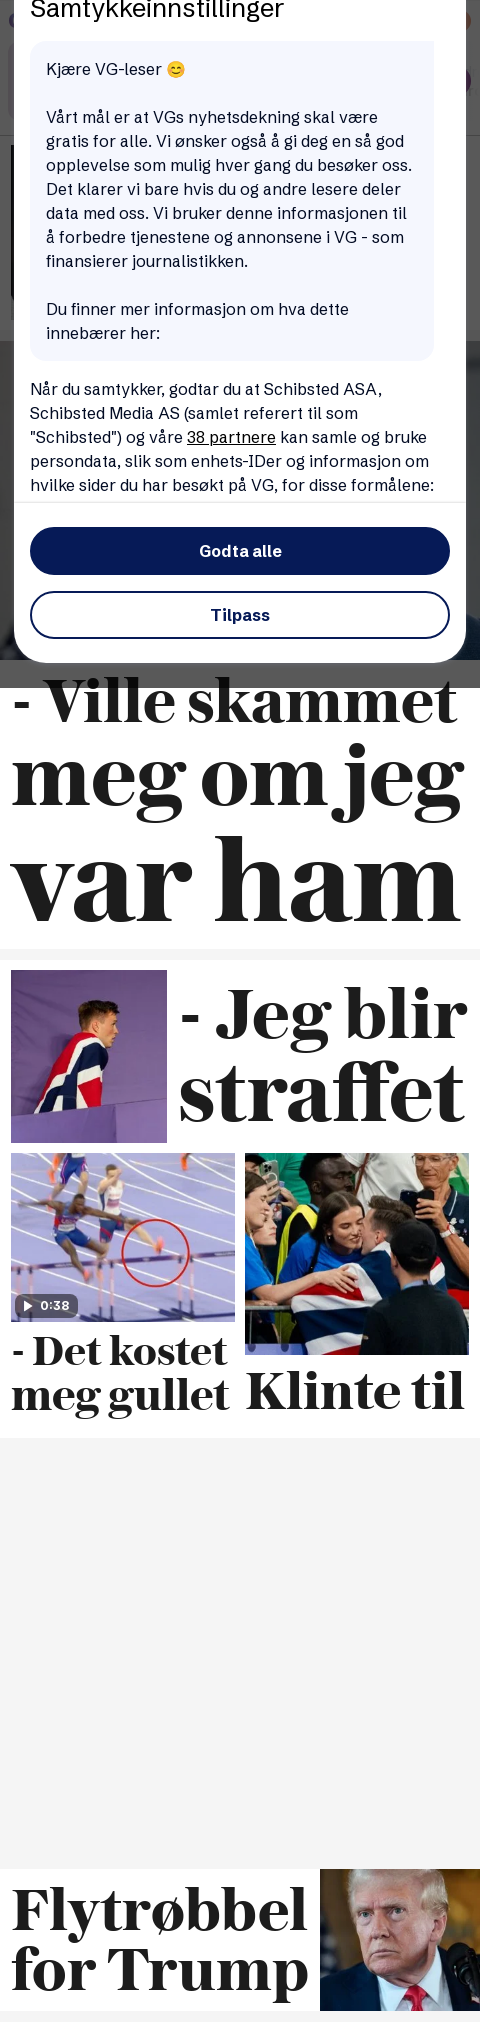 Samtykkeinnstillinger
Kjære VG-leser 😊
Vårt mål er at VGs nyhetsdekning skal være
gratis for alle. Vi ønsker også å gi deg en så god
opplevelse som mulig hver gang du besøker oss.
Det klarer vi bare hvis du og andre lesere deler
data med oss. Vi bruker denne informasjonen til
å forbedre tjenestene og annonsene i VG - som
finansierer journalistikken.
Du finner mer informasjon om hva dette
innebærer her:
Når du samtykker, godtar du at Schibsted ASA,
Schibsted Media AS (samlet referert til som
"Schibsted") og våre 38 partnere kan samle og bruke
persondata, slik som enhets-IDer og informasjon om
hvilke sider du har besøkt på VG, for disse formålene:
Godta alle
Tilpass
- Ville skammet
meg om jeg
var ham
- Jeg blir
straffet
0:38
- Det kostet
meg gullet
Klinte til
Flytrøbbel
for Trump